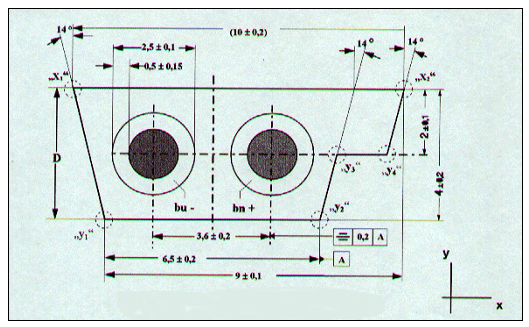 14° (10 ± 0,2)
2,5 ± 0,1 14° 14°
0,5 ± 0,15
„x₁“ „x₂“
D 2 ± 0,1 4 ± 0,2
„y₃“ „y₄“
bu - bn +
„y₁“ „y₂“
3,6 ± 0,2 0,2 A
6,5 ± 0,2 A
9 ± 0,1
y
x